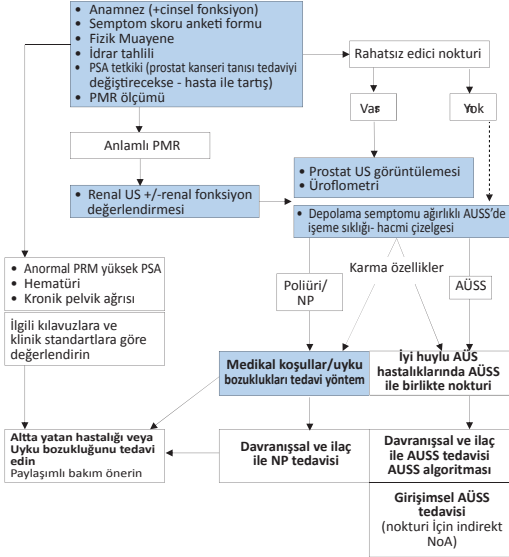 • Anamnez (+cinsel fonksiyon)
• Semptom skoru anketi formu
• Fizik Muayene
• İdrar tahlili
• PSA tetkiki (prostat kanseri tanısı tedaviyi
değiştirecekse - hasta ile tartış)
• PMR ölçümü
Rahatsız edici nokturi
Var
Yok
Anlamlı PMR
• Prostat US görüntülemesi
• Üroflometri
• Renal US +/-renal fonksiyon
değerlendirmesi
• Depolama semptomu ağırlıklı AUSS'de
işeme sıklığı- hacmi çizelgesi
• Anormal PRM yüksek PSA
• Hematüri
• Kronik pelvik ağrısı
Poliüri/
NP
Karma özellikler
AÜSS
İlgili kılavuzlara ve
klinik standartlara göre
değerlendirin
Medikal koşullar/uyku
bozuklukları tedavi yöntem
İyi huylu AÜS
hastalıklarında AÜSS
ile birlikte nokturi
Altta yatan hastalığı veya
Uyku bozukluğunu tedavi
edin
Paylaşımlı bakım önerin
Davranışsal ve ilaç
ile NP tedavisi
Davranışsal ve ilaç
ile AUSS tedavisi
AUSS algoritması
Girişimsel AÜSS
tedavisi
(nokturi İçin indirekt
NoA)